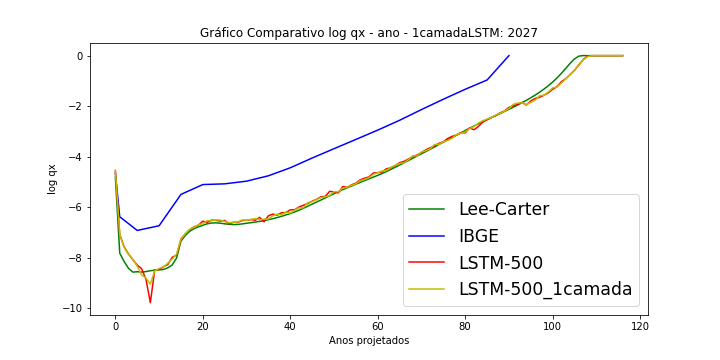 Gráfico Comparativo log qx - ano - 1camadaLSTM: 2027
log qx
0
−2
−4
−6
−8
−10
0 20 40 60 80 100 120
Anos projetados
Lee-Carter
IBGE
LSTM-500
LSTM-500_1camada